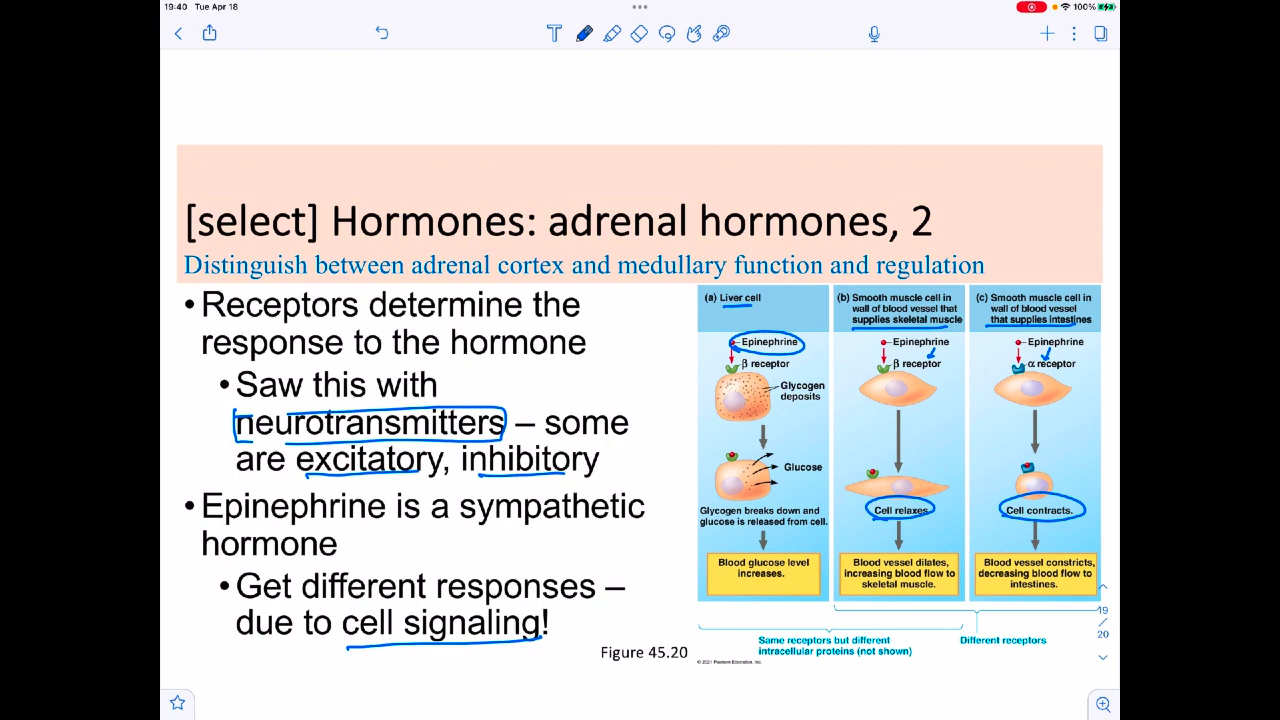 19:40 Tue Apr 18
100%
[select] Hormones: adrenal hormones, 2
Distinguish between adrenal cortex and medullary function and regulation
• Receptors determine the
response to the hormone
• Saw this with
neurotransmitters – some
are excitatory, inhibitory
• Epinephrine is a sympathetic
hormone
• Get different responses –
due to cell signaling!
Figure 45.20
(a) Liver cell
Epinephrine
β receptor
Glycogen
deposits
Glucose
Glycogen breaks down and
glucose is released from cell.
Blood glucose level
increases.
(b) Smooth muscle cell in
wall of blood vessel that
supplies skeletal muscle
Epinephrine
β receptor
Cell relaxes.
Blood vessel dilates,
increasing blood flow to
skeletal muscle.
(c) Smooth muscle cell in
wall of blood vessel
that supplies intestines
Epinephrine
α receptor
Cell contracts.
Blood vessel constricts,
decreasing blood flow to
intestines.
Same receptors but different
intracellular proteins (not shown)
Different receptors
© 2021 Pearson Education, Inc.
19
/
20